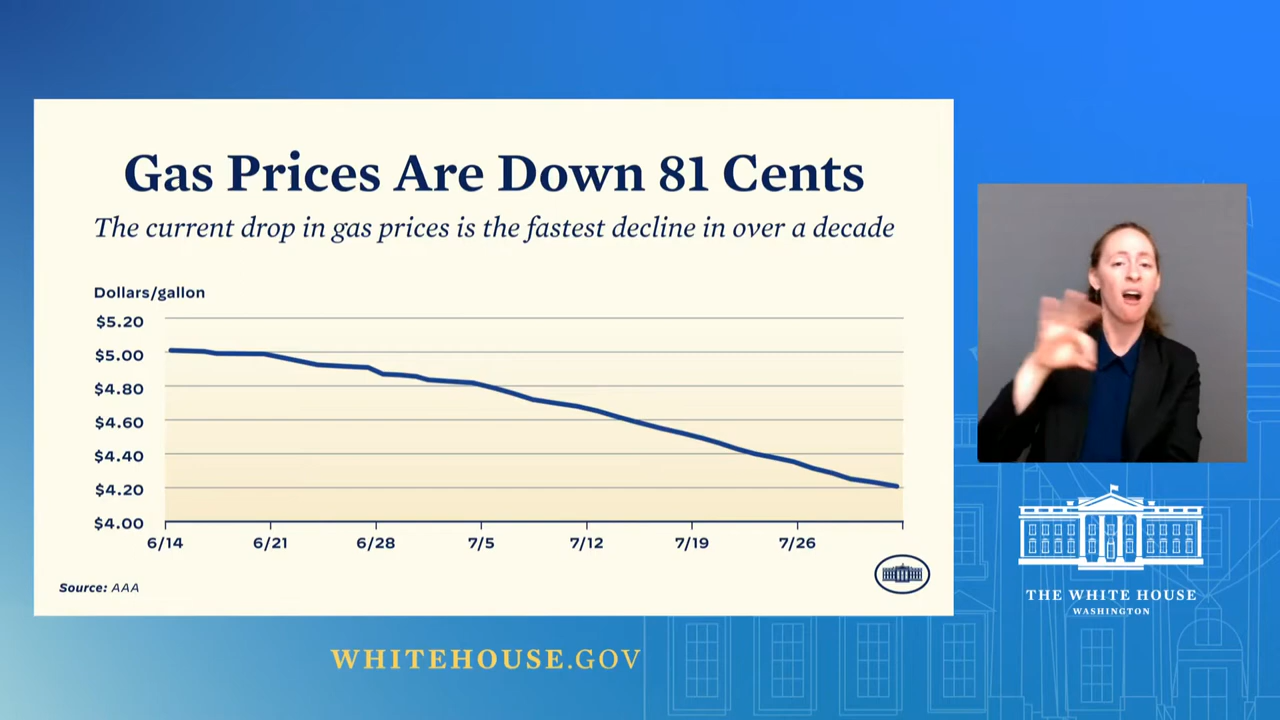 Gas Prices Are Down 81 Cents
The current drop in gas prices is the fastest decline in over a decade
Dollars/gallon
$5.20
$5.00
$4.80
$4.60
$4.40
$4.20
$4.00
6/14 6/21 6/28 7/5 7/12 7/19 7/26
Source: AAA
THE WHITE HOUSE
WASHINGTON
WHITEHOUSE.GOV